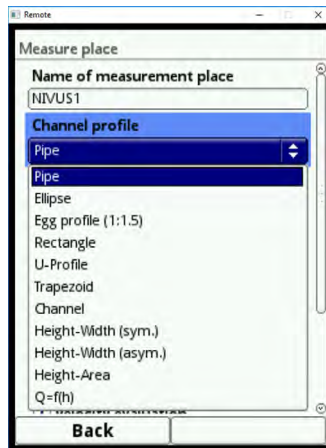 Remote
Measure place
Name of measurement place
NIVUS1
Channel profile
Pipe
Pipe
Ellipse
Egg profile (1:1.5)
Rectangle
U-Profile
Trapezoid
Channel
Height-Width (sym.)
Height-Width (asym.)
Height-Area
Q=f(h)
Back